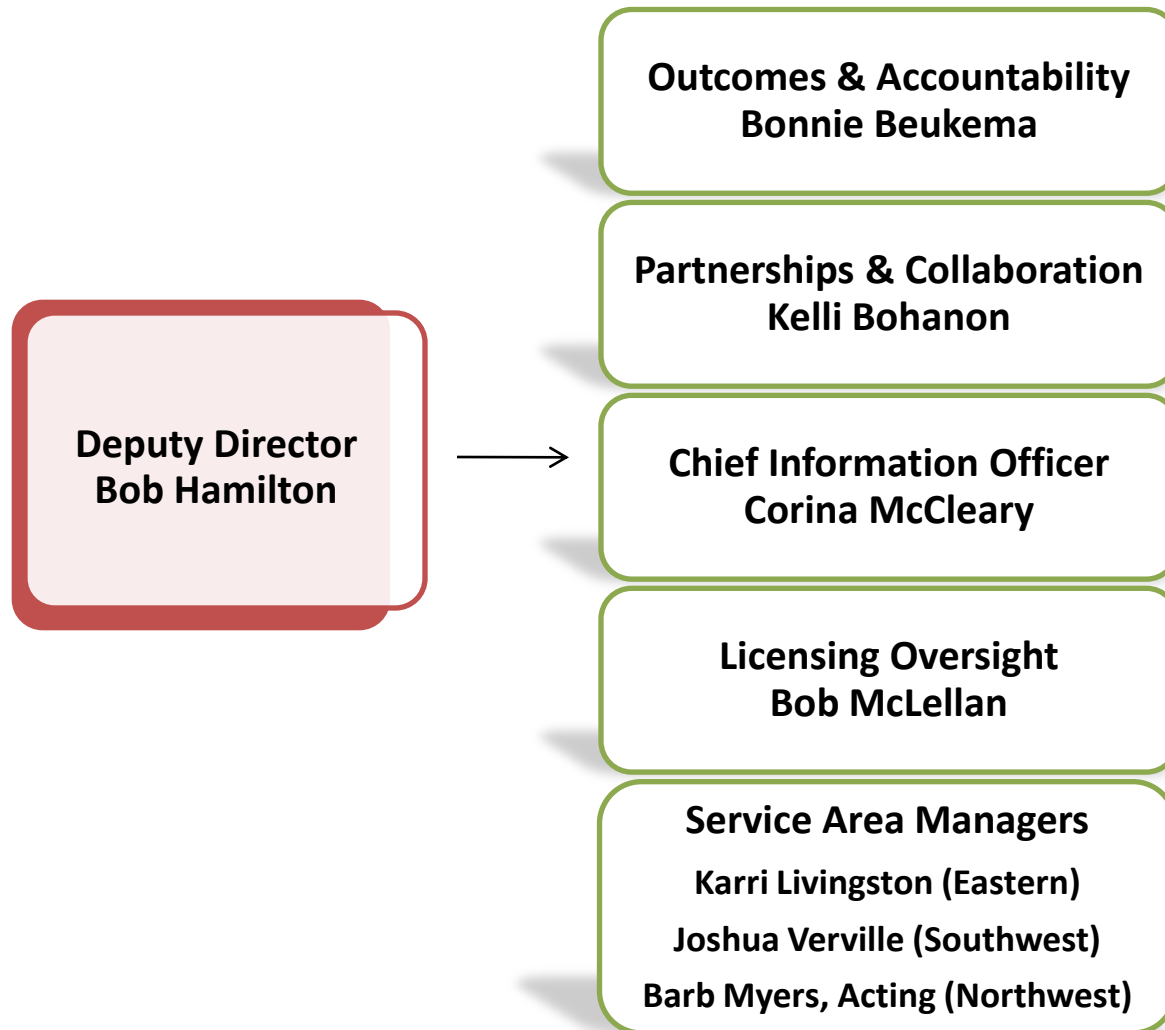 Outcomes & Accountability
Bonnie Beukema
Partnerships & Collaboration
Kelli Bohanon
Deputy Director
Bob Hamilton
Chief Information Officer
Corina McCleary
Licensing Oversight
Bob McLellan
Service Area Managers
Karri Livingston (Eastern)
Joshua Verville (Southwest)
Barb Myers, Acting (Northwest)